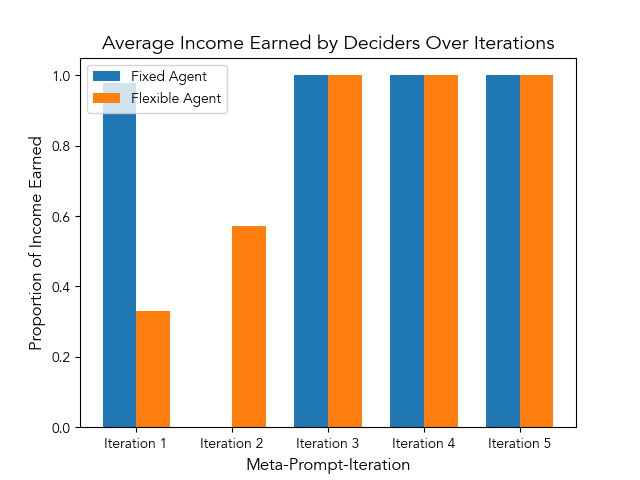 Average Income Earned by Deciders Over Iterations
Fixed Agent
Flexible Agent
Proportion of Income Earned
1.0
0.8
0.6
0.4
0.2
0.0
Iteration 1
Iteration 2
Iteration 3
Iteration 4
Iteration 5
Meta-Prompt-Iteration